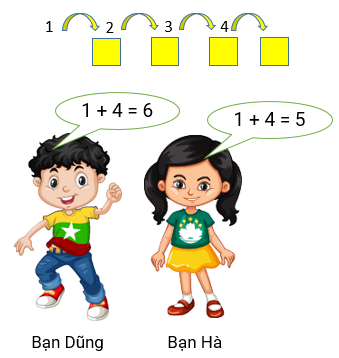 1 2 3 4
1 + 4 = 6
1 + 4 = 5
Bạn Dũng
Bạn Hà